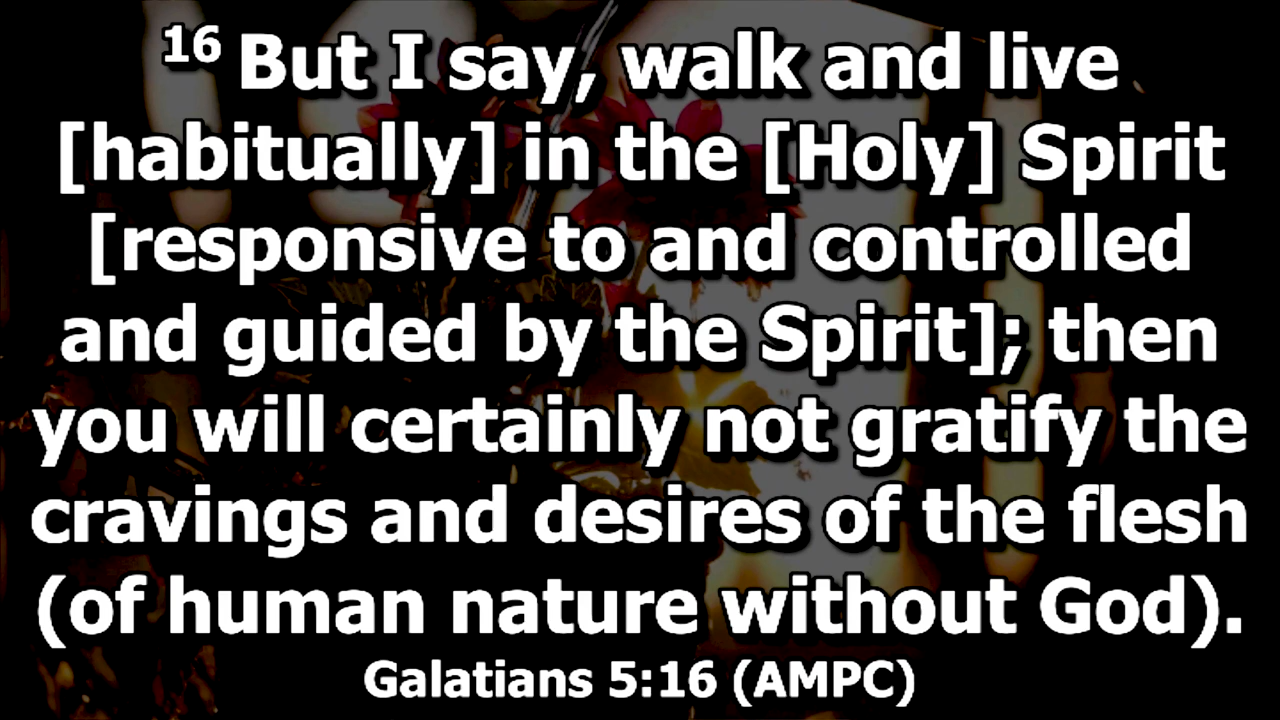 16 But I say, walk and live
[habitually] in the [Holy] Spirit
[responsive to and controlled
and guided by the Spirit]; then
you will certainly not gratify the
cravings and desires of the flesh
(of human nature without God).
Galatians 5:16 (AMPC)